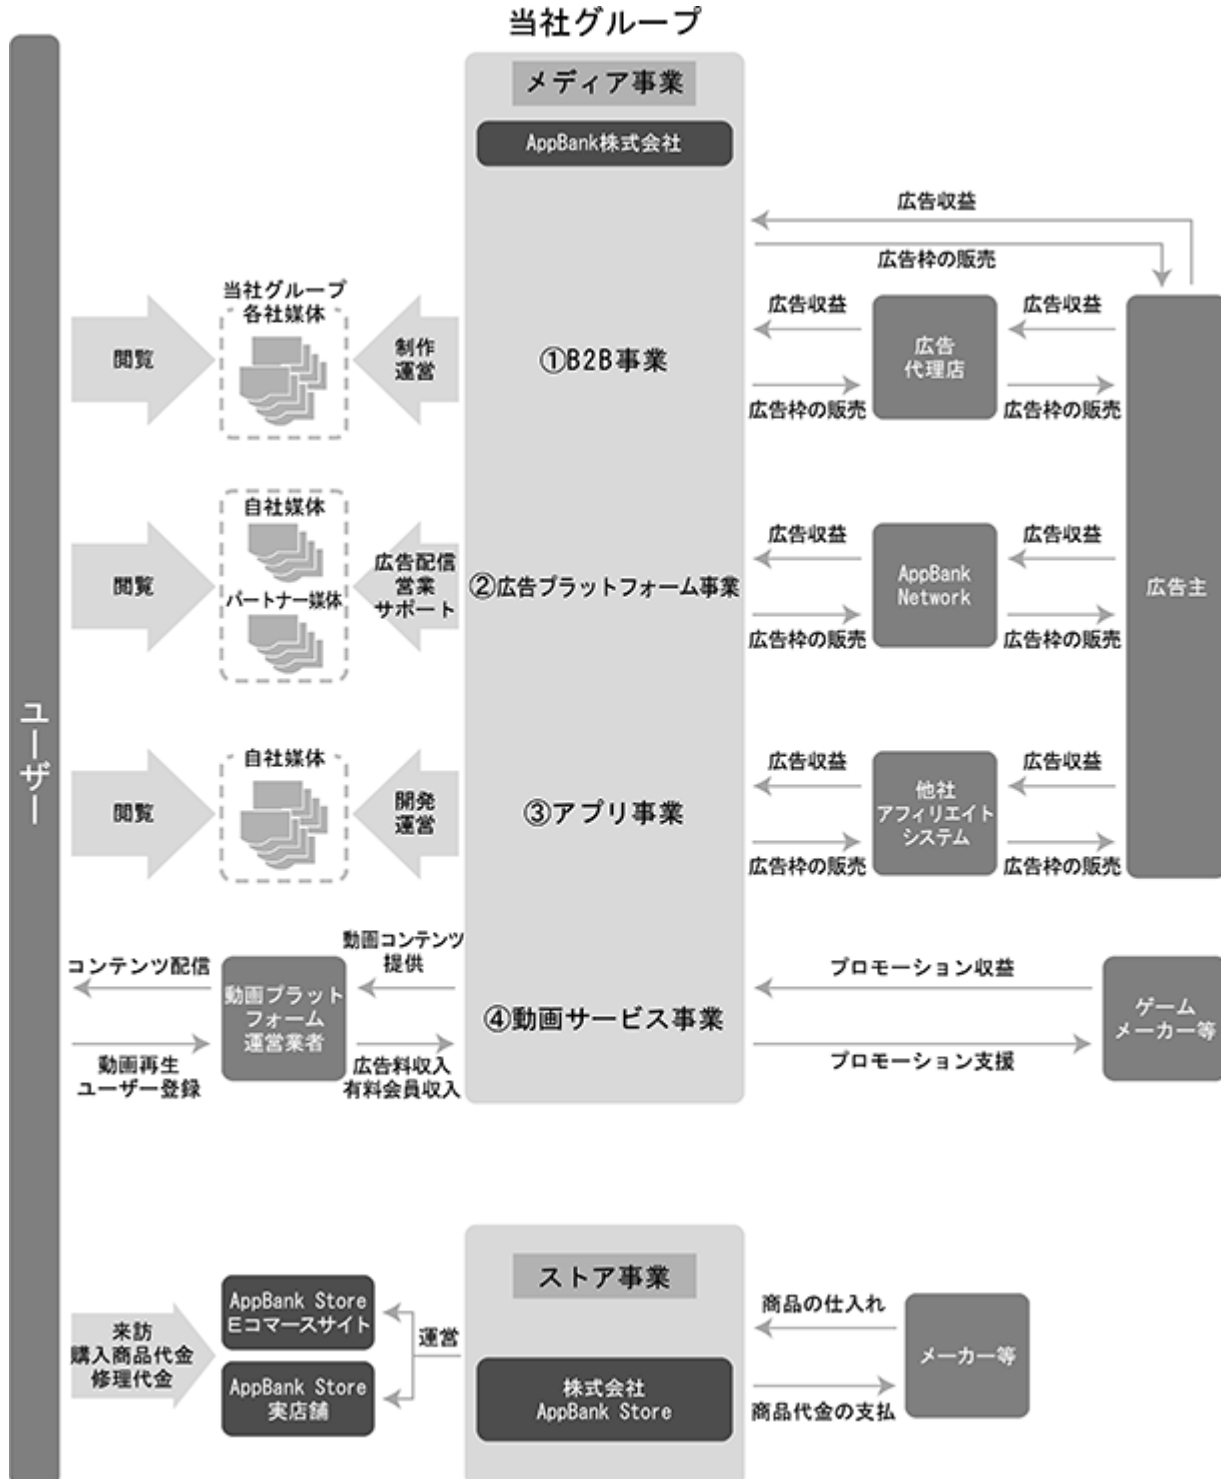 当社グループ
メディア事業
AppBank株式会社
ユーザー
広告収益
広告枠の販売
閲覧
当社グループ
各社媒体
制作
運営
①B2B事業
広告収益
広告枠の販売
広告
代理店
広告収益
広告枠の販売
広告主
閲覧
自社媒体
パートナー媒体
広告配信
営業
サポート
②広告プラットフォーム事業
広告収益
広告枠の販売
AppBank
Network
広告収益
広告枠の販売
閲覧
自社媒体
開発
運営
③アプリ事業
広告収益
広告枠の販売
他社
アフィリエイト
システム
広告収益
広告枠の販売
コンテンツ配信
動画再生
ユーザー登録
動画プラット
フォーム
運営業者
動画コンテンツ
提供
広告料収入
有料会員収入
④動画サービス事業
プロモーション収益
プロモーション支援
ゲーム
メーカー等
ストア事業
来訪
購入商品代金
修理代金
AppBank Store
Eコマースサイト
AppBank Store
実店舗
運営
株式会社
AppBank Store
商品の仕入れ
商品代金の支払
メーカー等